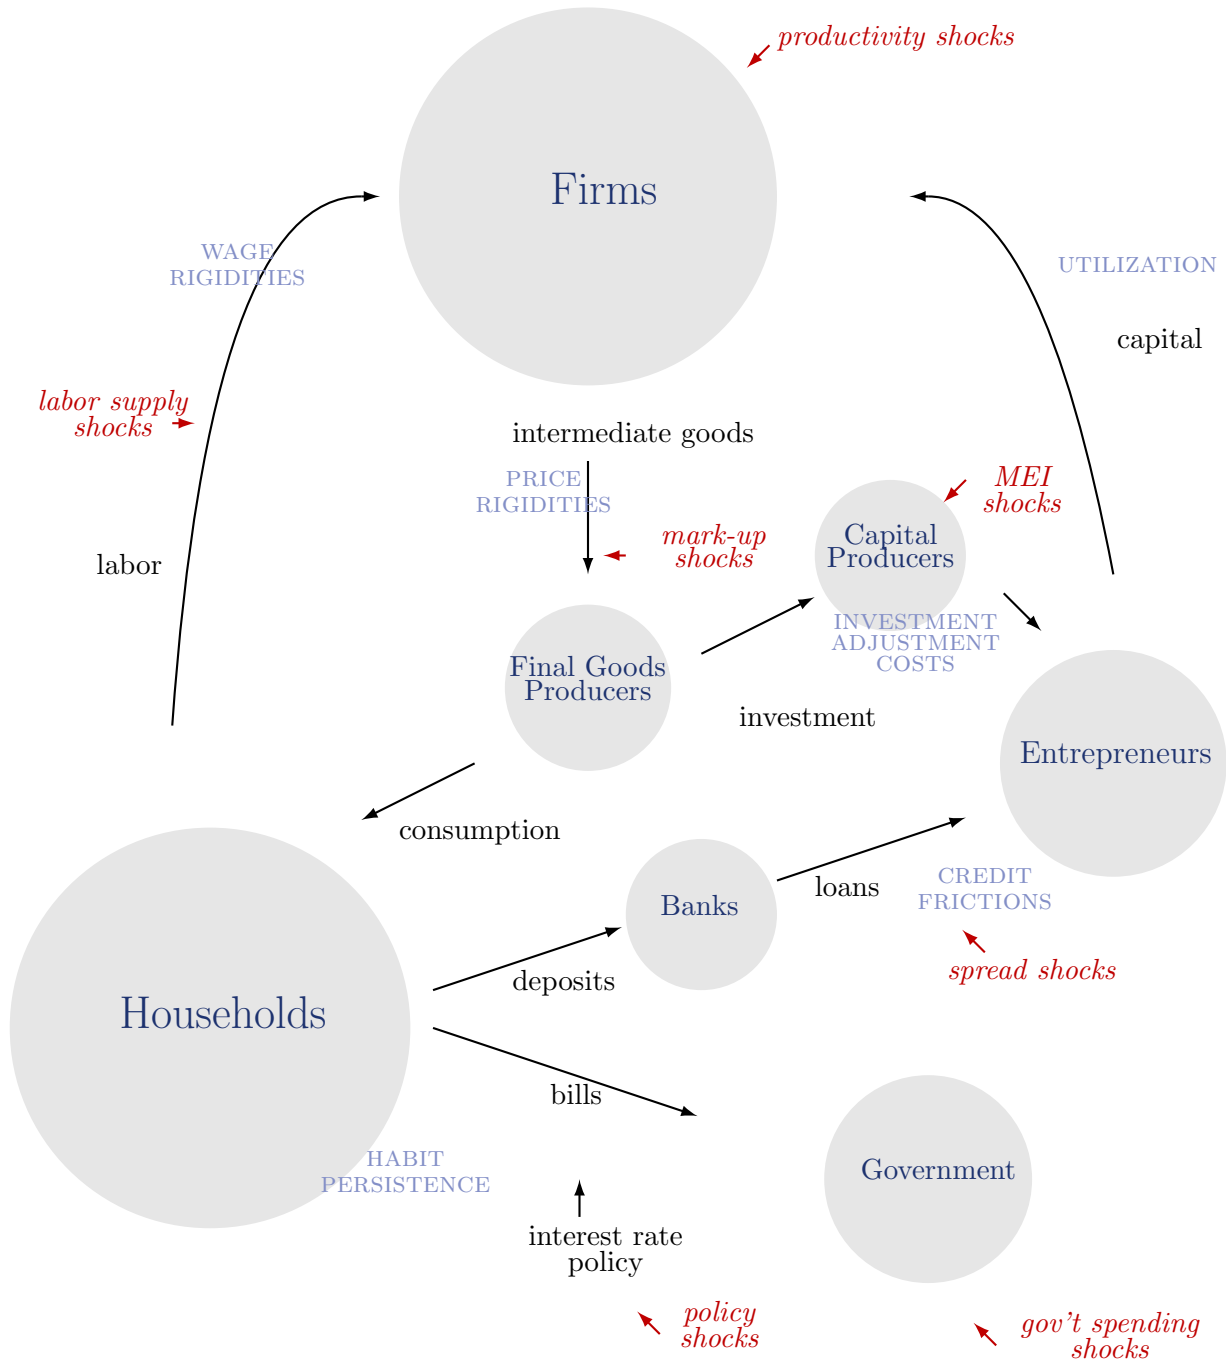 productivity shocks
Firms
WAGE
RIGIDITIES
UTILIZATION
capital
labor supply
shocks
intermediate goods
PRICE
RIGIDITIES
MEI
shocks
mark-up
shocks
Capital
Producers
labor
INVESTMENT
ADJUSTMENT
COSTS
Final Goods
Producers
investment
Entrepreneurs
consumption
Banks
loans
CREDIT
FRICTIONS
spread shocks
deposits
Households
bills
HABIT
PERSISTENCE
Government
interest rate
policy
policy
shocks
gov't spending
shocks